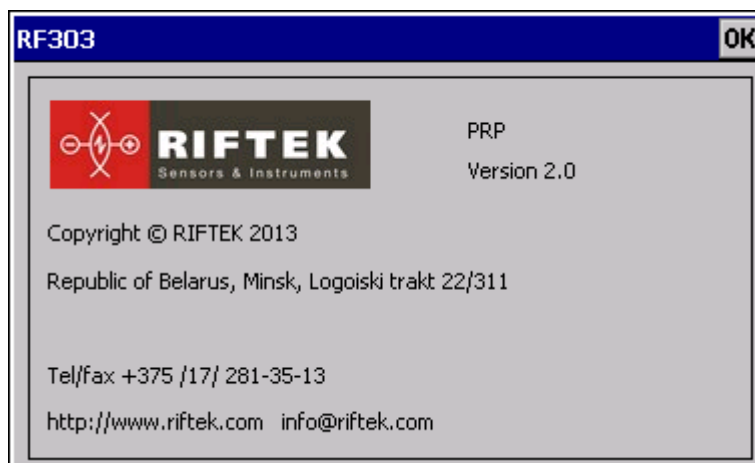 RF303 OK
RIFTEK
Sensors & Instruments
PRP
Version 2.0
Copyright © RIFTEK 2013
Republic of Belarus, Minsk, Logoiski trakt 22/311
Tel/fax +375 /17/ 281-35-13
http://www.riftek.com info@riftek.com